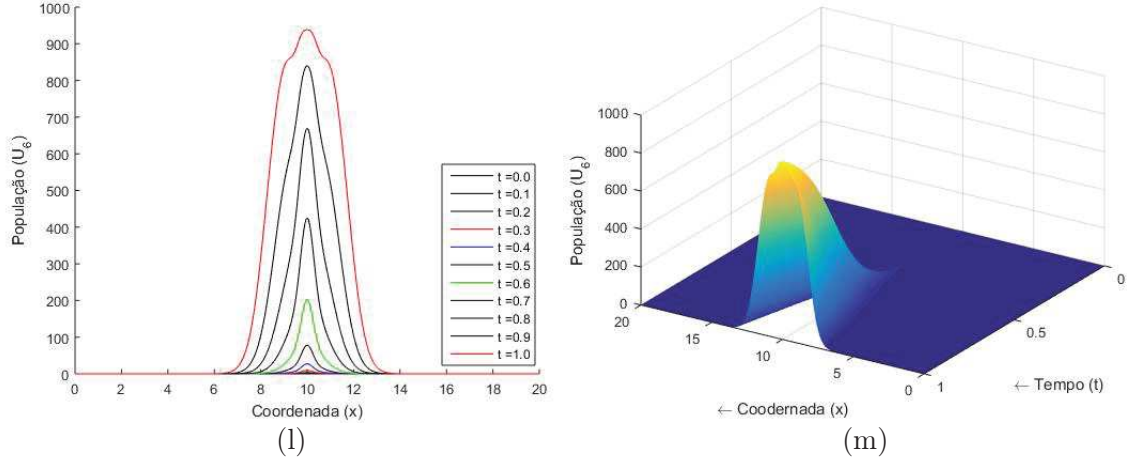 1000
900
800
700
600
500
400
300
200
100
0
População (U_6)
0 2 4 6 8 10 12 14 16 18 20
Coordenada (x)
t =0.0
t =0.1
t =0.2
t =0.3
t =0.4
t =0.5
t =0.6
t =0.7
t =0.8
t =0.9
t =1.0
(l)
1000
800
600
400
200
0
População (U_6)
20 15 10 5 0
← Coodernada (x)
0
0.5
1
← Tempo (t)
(m)